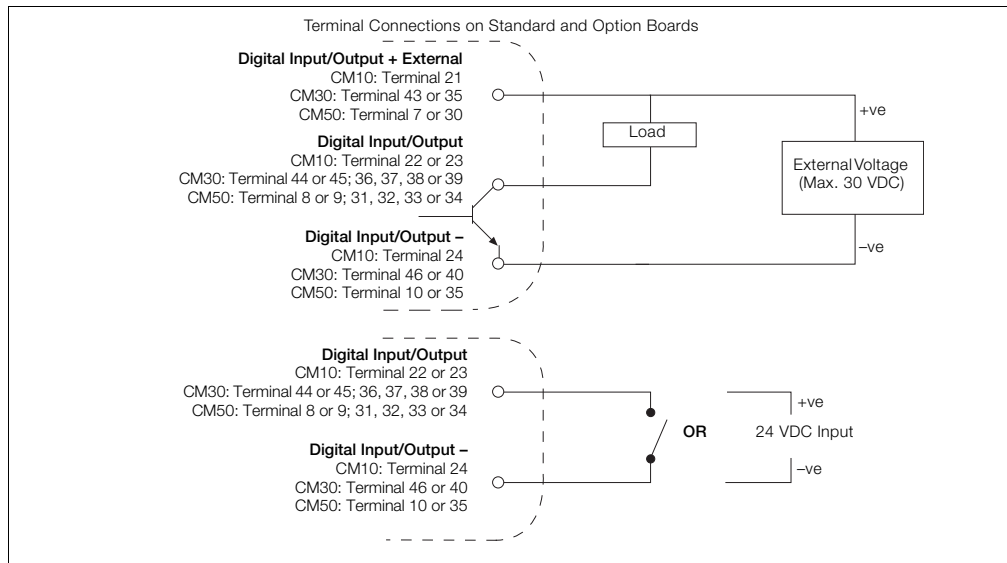 Terminal Connections on Standard and Option Boards
Digital Input/Output + External
CM10: Terminal 21
CM30: Terminal 43 or 35
CM50: Terminal 7 or 30
Digital Input/Output
CM10: Terminal 22 or 23
CM30: Terminal 44 or 45; 36, 37, 38 or 39
CM50: Terminal 8 or 9; 31, 32, 33 or 34
Digital Input/Output –
CM10: Terminal 24
CM30: Terminal 46 or 40
CM50: Terminal 10 or 35
Load
+ve
External Voltage
(Max. 30 VDC)
–ve
Digital Input/Output
CM10: Terminal 22 or 23
CM30: Terminal 44 or 45; 36, 37, 38 or 39
CM50: Terminal 8 or 9; 31, 32, 33 or 34
Digital Input/Output –
CM10: Terminal 24
CM30: Terminal 46 or 40
CM50: Terminal 10 or 35
OR
+ve
24 VDC Input
–ve